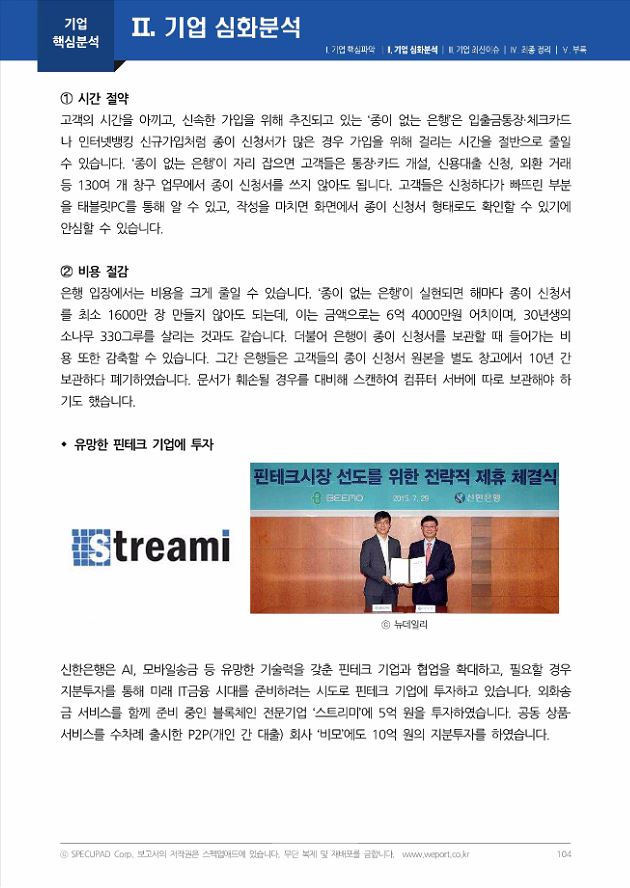 기업
핵심분석
Ⅱ. 기업 심화분석
Ⅰ. 기업 핵심파악 | Ⅱ. 기업 심화분석 | Ⅲ. 기업 최신이슈 | Ⅳ. 최종 정리 | Ⅴ. 부록
① 시간 절약
고객의 시간을 아끼고, 신속한 가입을 위해 추진되고 있는 '종이 없는 은행'은 입출금통장·체크카드
나 인터넷뱅킹 신규가입처럼 종이 신청서가 많은 경우 가입을 위해 걸리는 시간을 절반으로 줄일
수 있습니다. '종이 없는 은행'이 자리 잡으면 고객들은 통장·카드 개설, 신용대출 신청, 외환 거래
등 130여 개 창구 업무에서 종이 신청서를 쓰지 않아도 됩니다. 고객들은 신청하다가 빠뜨린 부분
을 태블릿PC를 통해 알 수 있고, 작성을 마치면 화면에서 종이 신청서 형태로도 확인할 수 있기에
안심할 수 있습니다.
② 비용 절감
은행 입장에서는 비용을 크게 줄일 수 있습니다. '종이 없는 은행'이 실현되면 해마다 종이 신청서
를 최소 1600만 장 만들지 않아도 되는데, 이는 금액으로는 6억 4000만원 어치이며, 30년생의
소나무 330그루를 살리는 것과도 같습니다. 더불어 은행이 종이 신청서를 보관할 때 들어가는 비
용 또한 감축할 수 있습니다. 그간 은행들은 고객들의 종이 신청서 원본을 별도 창고에서 10년 간
보관하다 폐기하였습니다. 문서가 훼손될 경우를 대비해 스캔하여 컴퓨터 서버에 따로 보관해야 하
기도 했습니다.
◆ 유망한 핀테크 기업에 투자
Streami
핀테크시장 선도를 위한 전략적 제휴 체결식
BEEMO 2015. 7. 29 신한은행
ⓒ 뉴데일리
신한은행은 AI, 모바일송금 등 유망한 기술력을 갖춘 핀테크 기업과 협업을 확대하고, 필요할 경우
지분투자를 통해 미래 IT금융 시대를 준비하려는 시도로 핀테크 기업에 투자하고 있습니다. 외화송
금 서비스를 함께 준비 중인 블록체인 전문기업 '스트리미'에 5억 원을 투자하였습니다. 공동 상품·
서비스를 수차례 출시한 P2P(개인 간 대출) 회사 '비모'에도 10억 원의 지분투자를 하였습니다.
ⓒ SPECUPAD Corp. 보고서의 저작권은 스펙업애드에 있습니다. 무단 복제 및 재배포를 금합니다. www.weport.co.kr
104